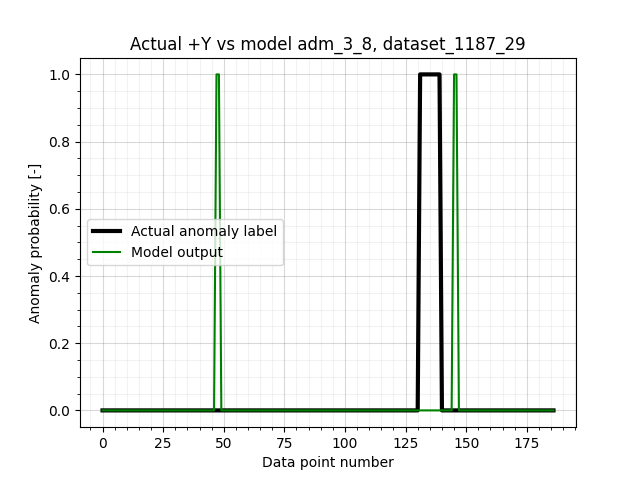 Actual +Y vs model adm_3_8, dataset_1187_29
Anomaly probability [-]
1.0
0.8
0.6
0.4
0.2
0.0
Actual anomaly label
Model output
0 25 50 75 100 125 150 175
Data point number